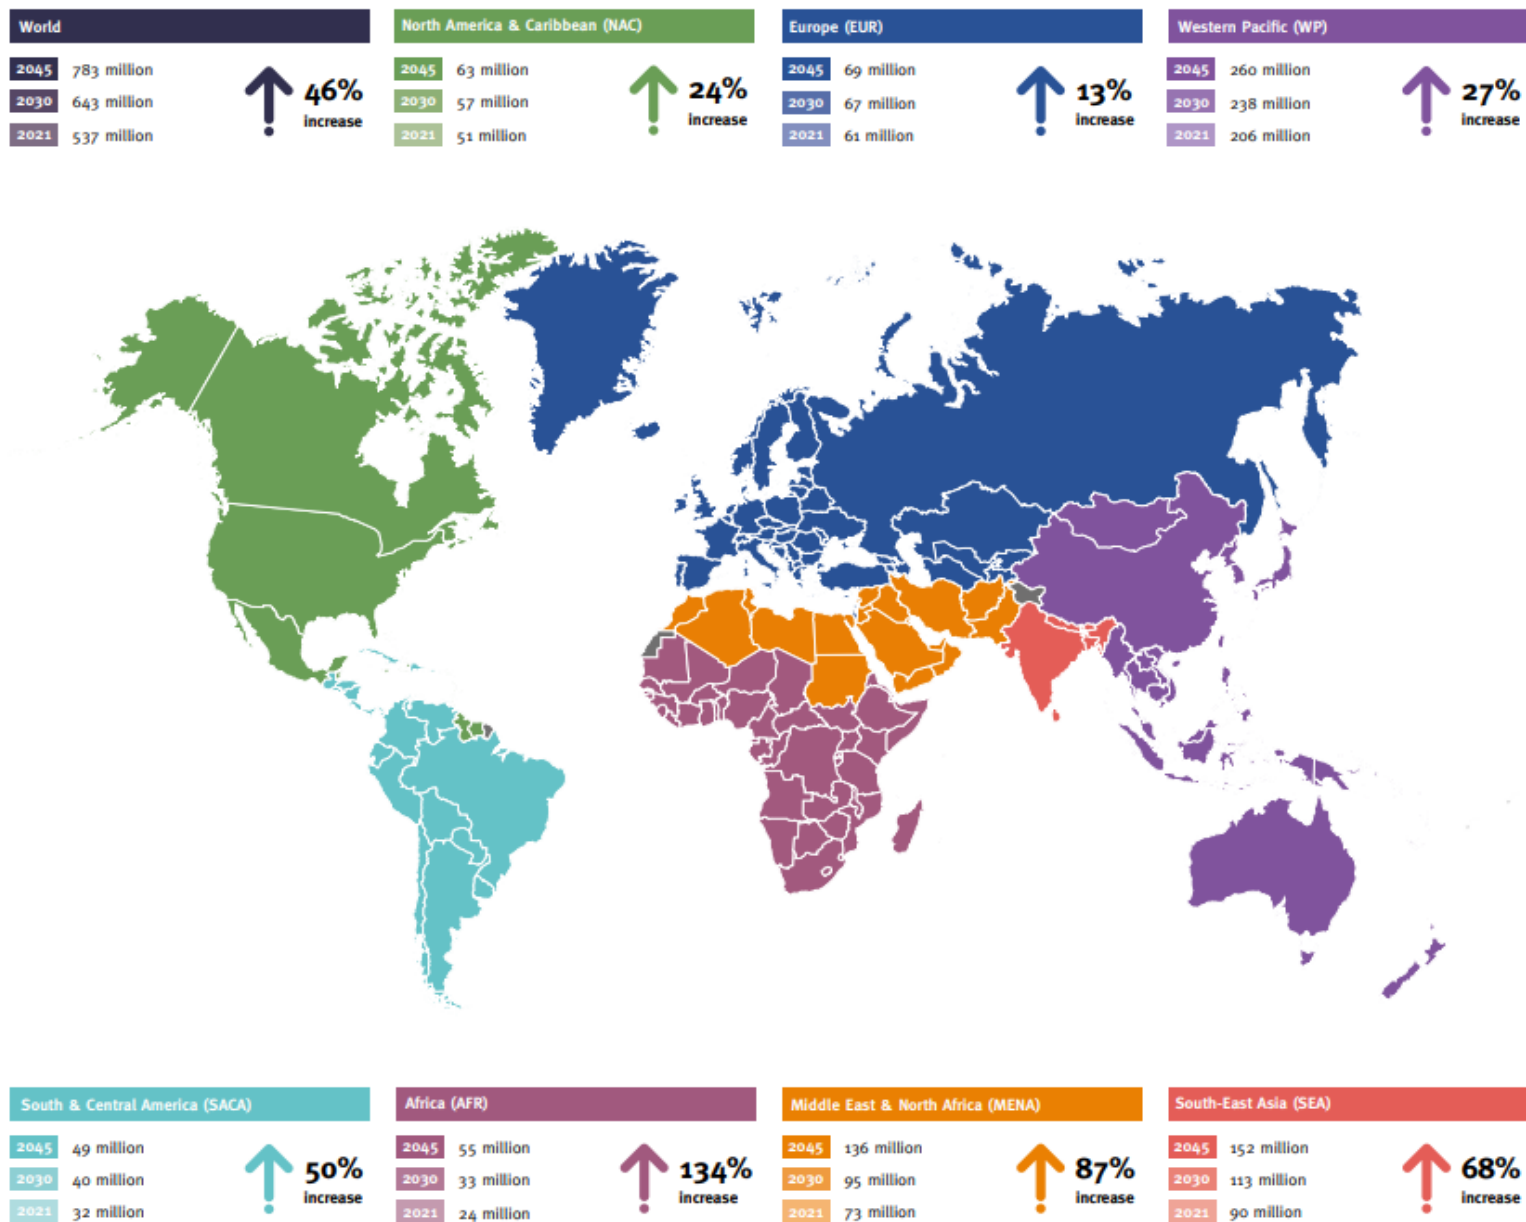 World
2045 783 million
2030 643 million
2021 537 million
46%
increase
North America & Caribbean (NAC)
2045 63 million
2030 57 million
2021 51 million
24%
increase
Europe (EUR)
2045 69 million
2030 67 million
2021 61 million
13%
increase
Western Pacific (WP)
2045 260 million
2030 238 million
2021 206 million
27%
increase
South & Central America (SACA)
2045 49 million
2030 40 million
2021 32 million
50%
increase
Africa (AFR)
2045 55 million
2030 33 million
2021 24 million
134%
increase
Middle East & North Africa (MENA)
2045 136 million
2030 95 million
2021 73 million
87%
increase
South-East Asia (SEA)
2045 152 million
2030 113 million
2021 90 million
68%
increase